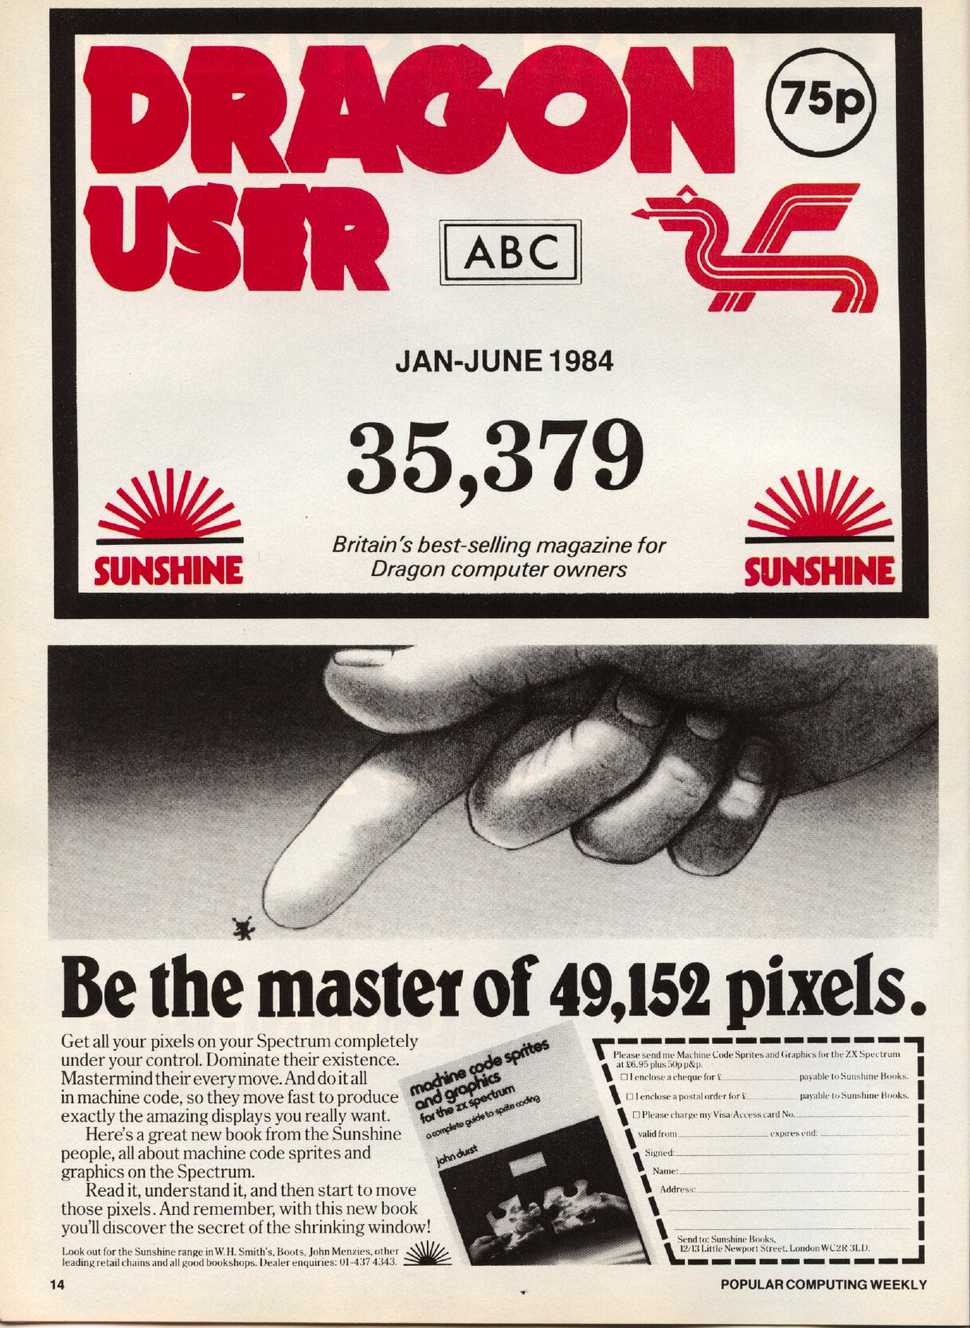 DRAGON
75p
USER
ABC
JAN-JUNE 1984
35,379
Britain's best-selling magazine for
Dragon computer owners
SUNSHINE
SUNSHINE
Be the master of 49,152 pixels.
Get all your pixels on your Spectrum completely
under your control. Dominate their existence.
Mastermind their every move. And do it all
in machine code, so they move fast to produce
exactly the amazing displays you really want.
Here's a great new book from the Sunshine
people, all about machine code sprites and
graphics on the Spectrum.
Read it, understand it, and then start to move
those pixels. And remember, with this new book
you'll discover the secret of the shrinking window!
Look out for the Sunshine range in W.H. Smith's, Boots, John Menzies, other
leading retail chains and all good bookshops. Dealer enquiries: 01-437 4343.
machine code sprites
and graphics
for the zx spectrum
a complete guide to sprite coding
john durst
Please send me Machine Code Sprites and Graphics for the ZX Spectrum
at £6.95 plus 50p p&p.
I enclose a cheque for £ payable to Sunshine Books.
I enclose a postal order for £ payable to Sunshine Books.
Please charge my Visa/Access card No.
valid from expires end:
Signed:
Name:
Address:
Send to: Sunshine Books,
12/13 Little Newport Street, London WC2R 3LD.
14
POPULAR COMPUTING WEEKLY